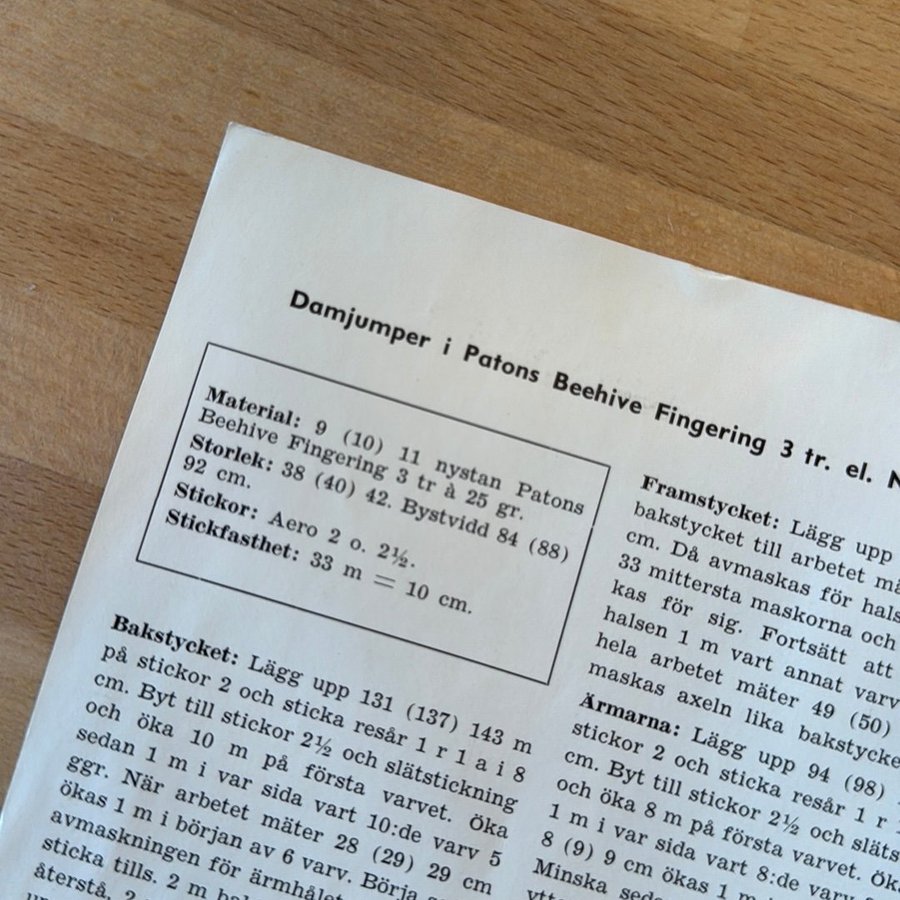 Damjumper i Patons Beehive Fingering 3 tr. el.
Material: 9 (10) 11 nystan Patons
Beehive Fingering 3 tr à 25 gr.
Storlek: 38 (40) 42. Bystvidd 84 (88)
92 cm.
Stickor: Aero 2 o. 2½.
Stickfasthet: 33 m = 10 cm.
Bakstycket: Lägg upp 131 (137) 143 m
på stickor 2 och sticka resår 1 r 1 a i 8
cm. Byt till stickor 2½ och slätstickning
och öka 10 m på första varvet. Öka
sedan 1 m i var sida vart 10:de varv 5
ggr. När arbetet mäter 28 (29) 29 cm
ökas 1 m i början av 6 varv. Börja
avmaskningen för ärmhålet
sticka tills. 2 m
återstå, 2
Framstycket: Lägg upp
bakstycket till arbetet
cm. Då avmaskas för
33 mittersta maskorna och
kas för sig. Fortsätt att
halsen 1 m vart annat
hela arbetet mäter 49 (50)
maskas axeln lika
Ärmarna: Lägg upp 94 (98)
stickor 2 och sticka resår 1 r
cm. Byt till stickor 2½ och
och öka 8 m på första varvet.
1 m i var sida vart 8:de
8 (9) 9 cm ökas 1 m
Minska